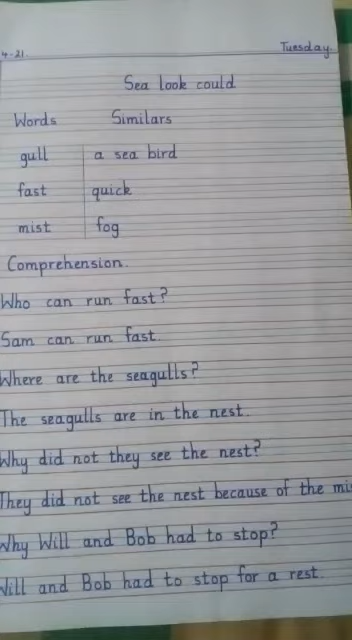 4-21. Tuesday
Sea look could
Words Similars
gull a sea bird
fast quick
mist fog
Comprehension.
Who can run fast?
Sam can run fast.
Where are the seagulls?
The seagulls are in the nest.
Why did not they see the nest?
They did not see the nest because of the mis
Why Will and Bob had to stop?
Will and Bob had to stop for a rest.